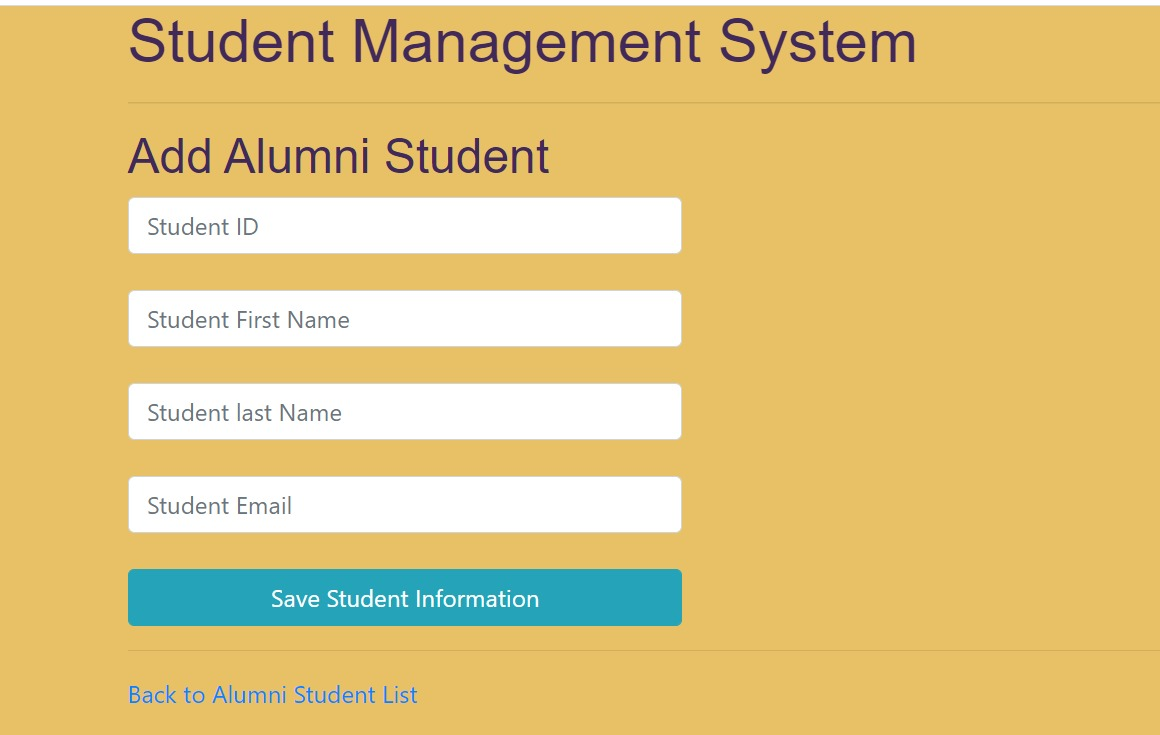 Student Management System
Add Alumni Student
Student ID
Student First Name
Student last Name
Student Email
Save Student Information
Back to Alumni Student List